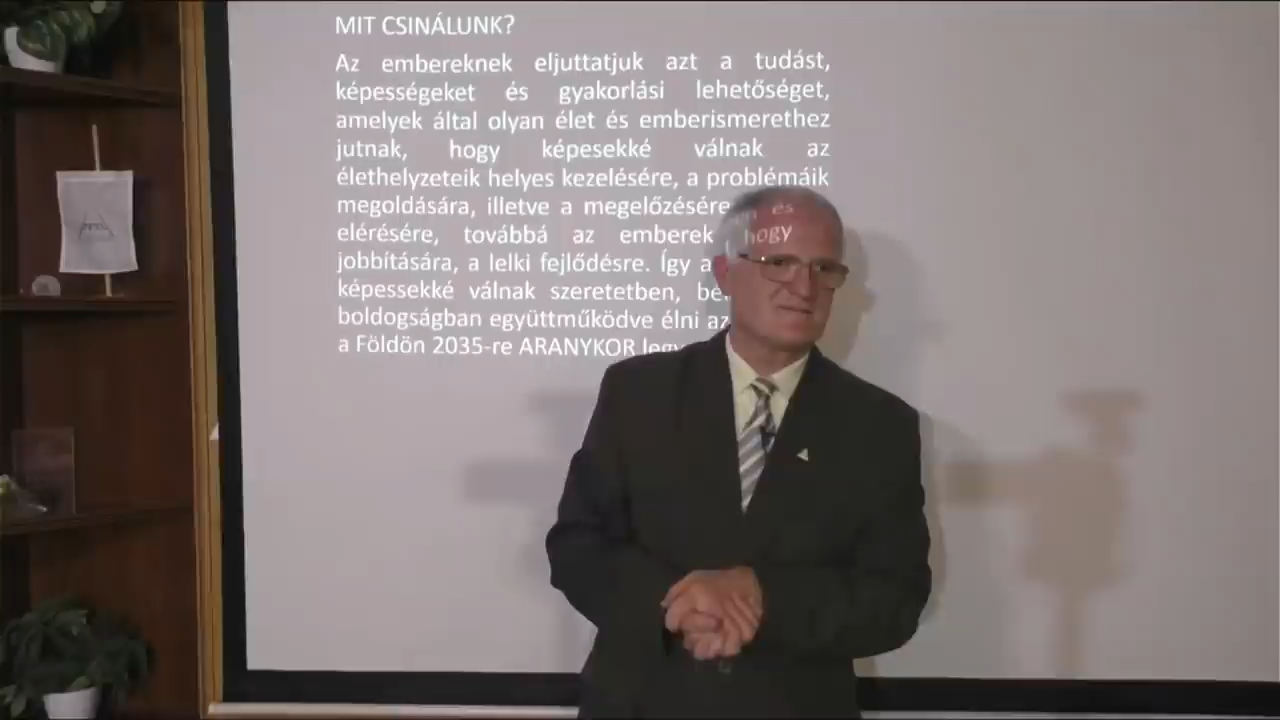 MIT CSINÁLUNK?
Az embereknek eljuttatjuk azt a tudást,
képességeket és gyakorlási lehetőséget,
amelyek által olyan élet és emberismerethez
jutnak, hogy képesekké válnak az
élethelyzeteik helyes kezelésére, a problémáik
megoldására, illetve a megelőzésére és
elérésére, továbbá az emberek hogy
jobbítására, a lelki fejlődésre. Így a
képessekké válnak szeretetben,
boldogságban együttműködve élni az
a Földön 2035-re ARANYKOR